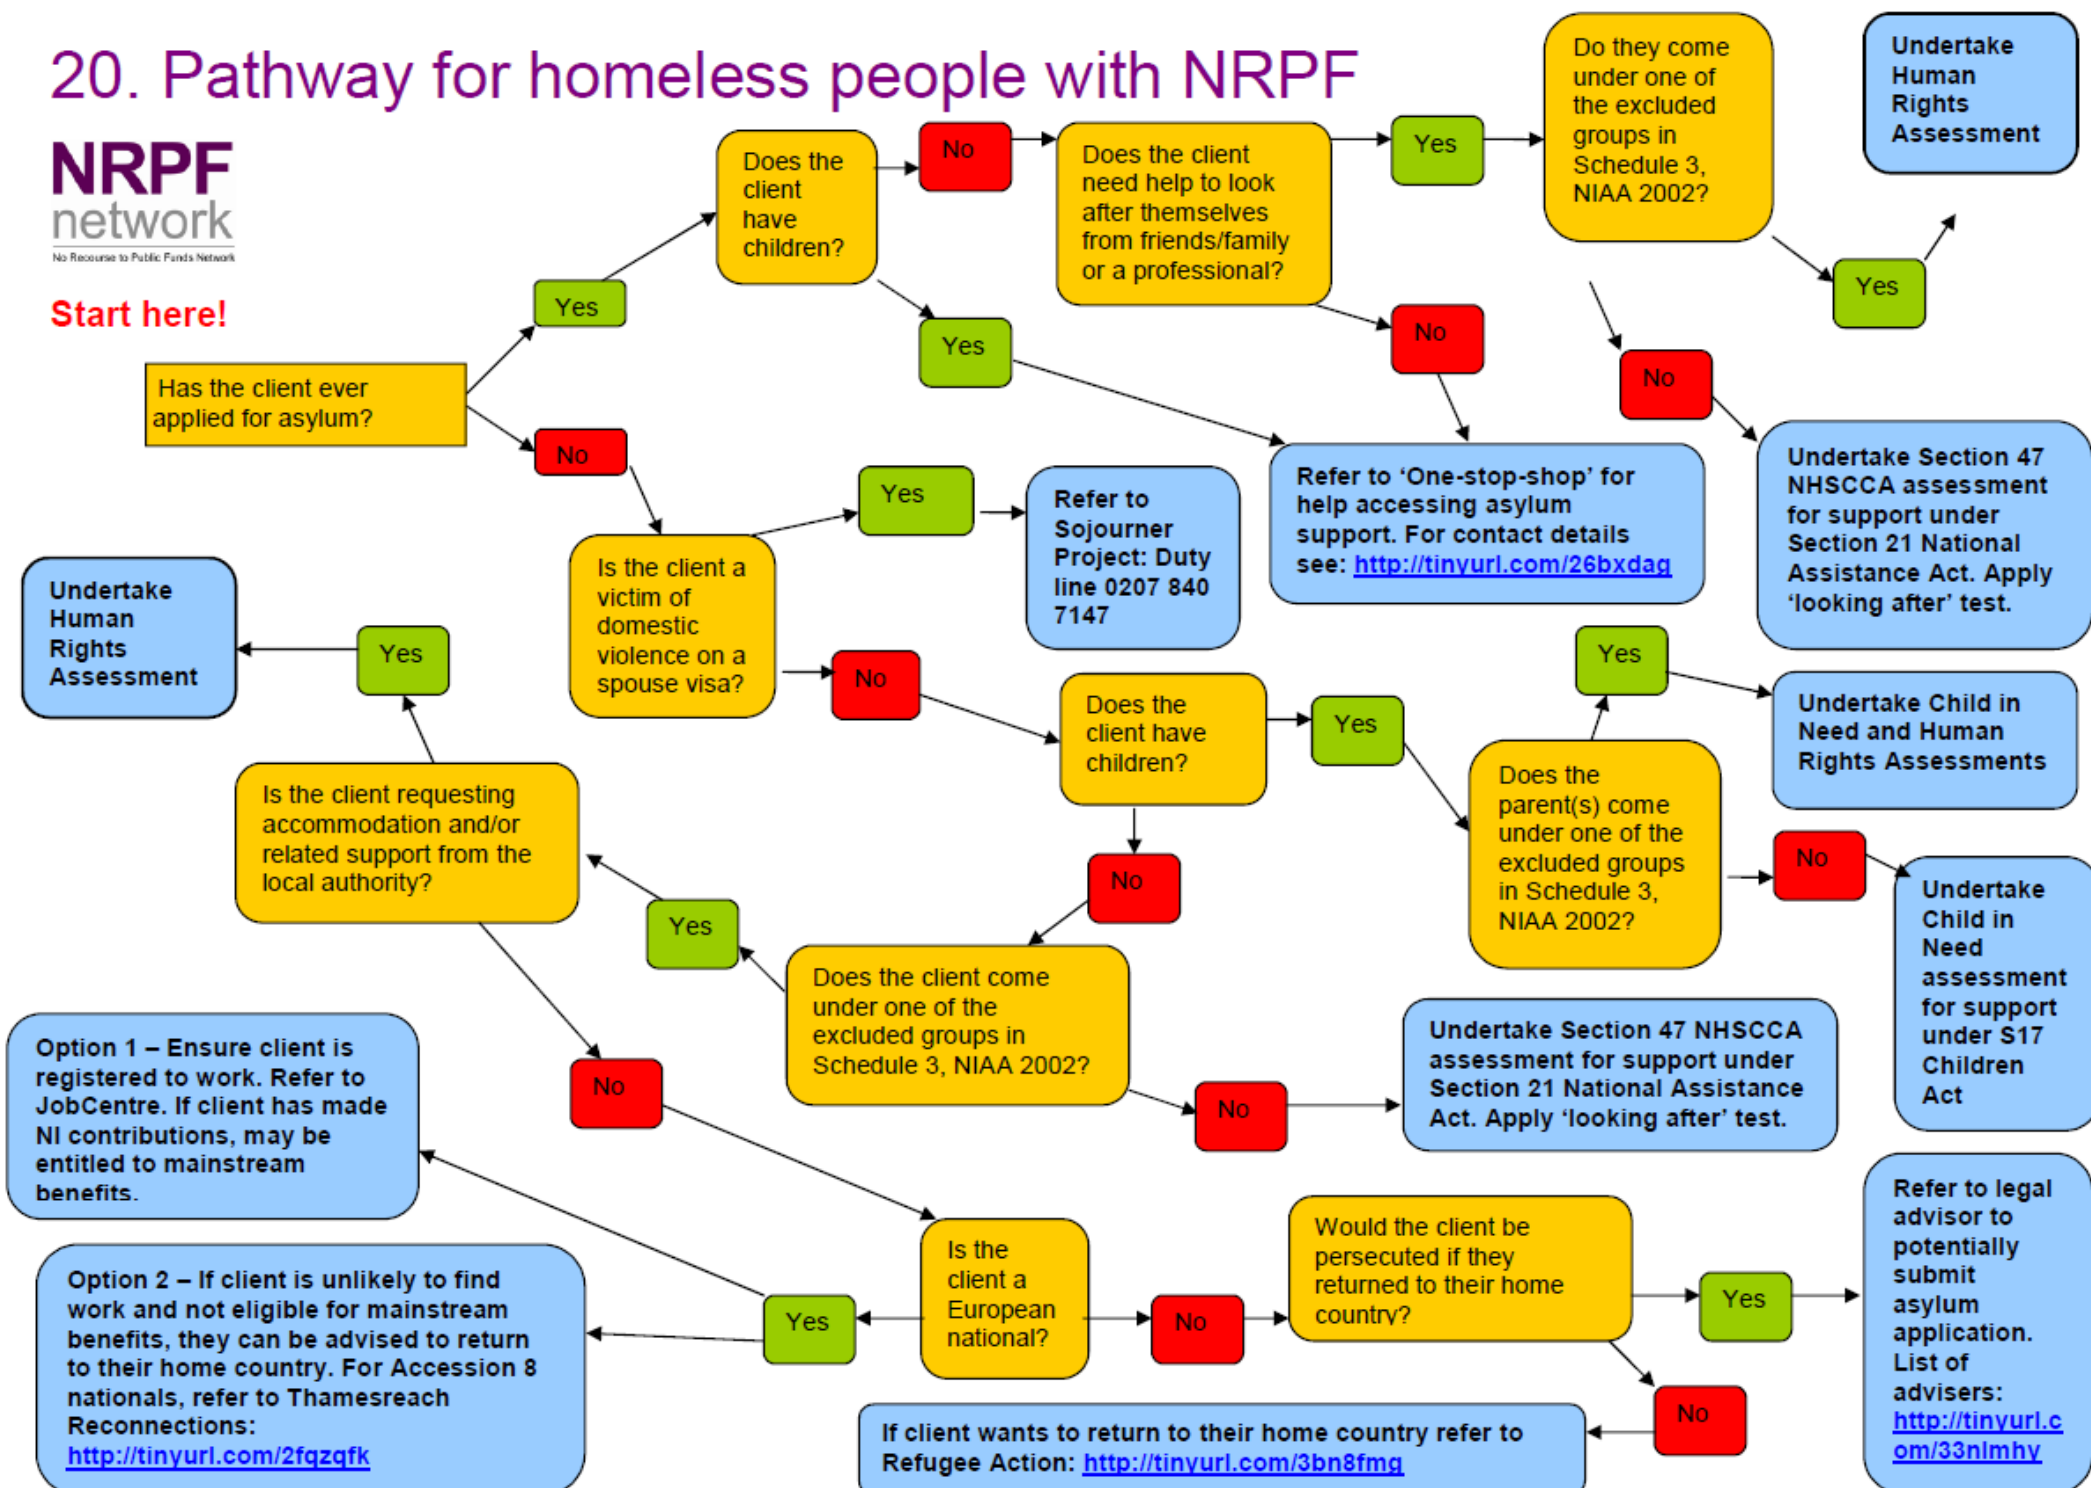 20. Pathway for homeless people with NRPF
NRPF
network
No Recourse to Public Funds Network
Start here!
Has the client ever
applied for asylum?
Yes
No
Does the
client
have
children?
No
Yes
Does the client
need help to look
after themselves
from friends/family
or a professional?
Yes
No
Do they come
under one of
the excluded
groups in
Schedule 3,
NIAA 2002?
Yes
No
Undertake
Human
Rights
Assessment
Undertake Section 47
NHSCCA assessment
for support under
Section 21 National
Assistance Act. Apply
‘looking after’ test.
Refer to ‘One-stop-shop’ for
help accessing asylum
support. For contact details
see: http://tinyurl.com/26bxdag
Is the client a
victim of
domestic
violence on a
spouse visa?
Yes
Refer to
Sojourner
Project: Duty
line 0207 840
7147
No
Does the
client have
children?
Yes
No
Does the
parent(s) come
under one of the
excluded groups
in Schedule 3,
NIAA 2002?
Yes
Undertake Child in
Need and Human
Rights Assessments
No
Undertake
Child in
Need
assessment
for support
under S17
Children
Act
Does the client come
under one of the
excluded groups in
Schedule 3, NIAA 2002?
No
Undertake Section 47 NHSCCA
assessment for support under
Section 21 National Assistance
Act. Apply ‘looking after’ test.
Yes
Is the client requesting
accommodation and/or
related support from the
local authority?
Yes
Undertake
Human
Rights
Assessment
No
Is the
client a
European
national?
Yes
Option 1 – Ensure client is
registered to work. Refer to
JobCentre. If client has made
NI contributions, may be
entitled to mainstream
benefits.
Option 2 – If client is unlikely to find
work and not eligible for mainstream
benefits, they can be advised to return
to their home country. For Accession 8
nationals, refer to Thamesreach
Reconnections:
http://tinyurl.com/2fqzqfk
No
Would the client be
persecuted if they
returned to their home
country?
Yes
Refer to legal
advisor to
potentially
submit
asylum
application.
List of
advisers:
http://tinyurl.c
om/33nlmhy
No
If client wants to return to their home country refer to
Refugee Action: http://tinyurl.com/3bn8fmg